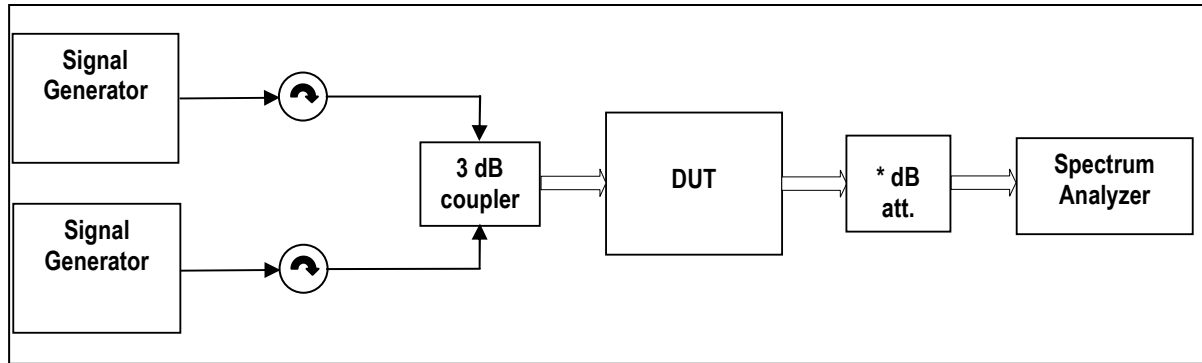 Signal
Generator
3 dB
coupler
DUT
* dB
att.
Spectrum
Analyzer
Signal
Generator